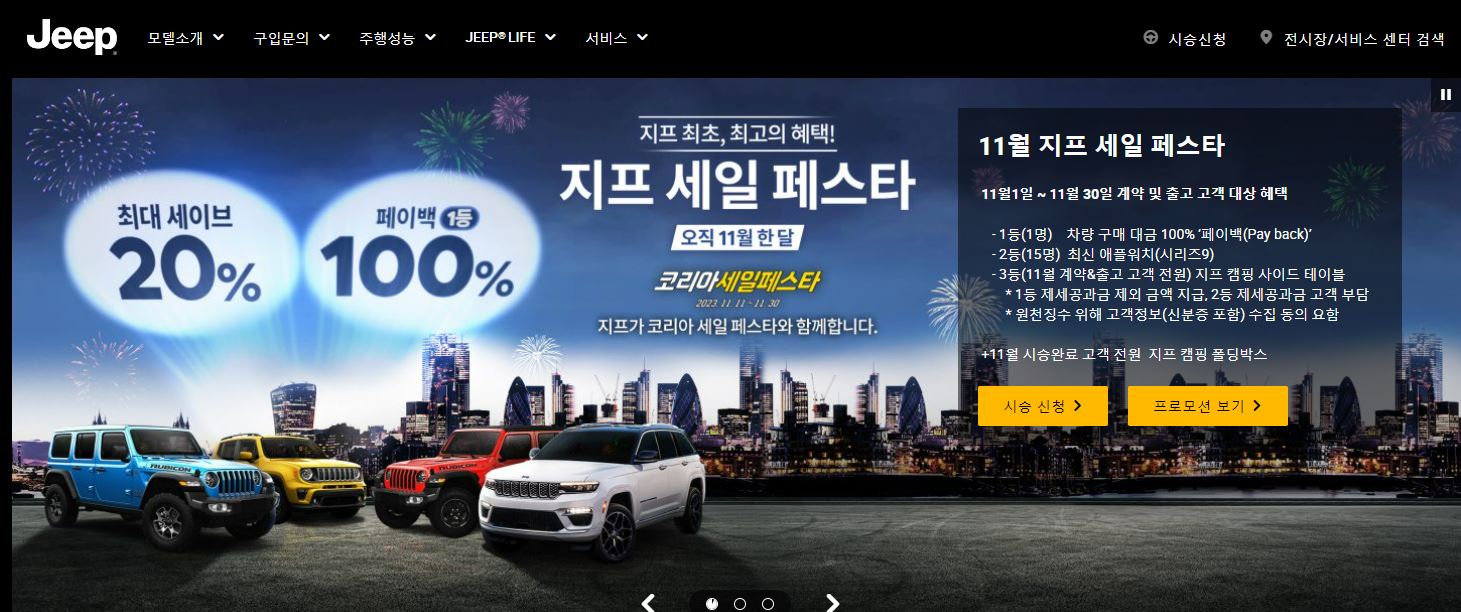 Jeep
모델소개
구입문의
주행성능
JEEP® LIFE
서비스
시승신청
전시장/서비스 센터 검색
최대 세이브
20%
페이백 1등
100%
지프 최초, 최고의 혜택!
지프 세일 페스타
오직 11월 한 달
코리아세일페스타
2023. 11. 11 ~ 11. 30
지프가 코리아 세일 페스타와 함께합니다.
11월 지프 세일 페스타
11월1일 ~ 11월 30일 계약 및 출고 고객 대상 혜택
- 1등(1명) 차량 구매 대금 100% ‘페이백(Pay back)’
- 2등(15명) 최신 애플워치(시리즈9)
- 3등(11월 계약&출고 고객 전원) 지프 캠핑 사이드 테이블
* 1등 제세공과금 제외 금액 지급, 2등 제세공과금 고객 부담
* 원천징수 위해 고객정보(신분증 포함) 수집 동의 요함
+11월 시승완료 고객 전원 지프 캠핑 폴딩박스
시승 신청
프로모션 보기
RUBICON
RUBICON
Jeep